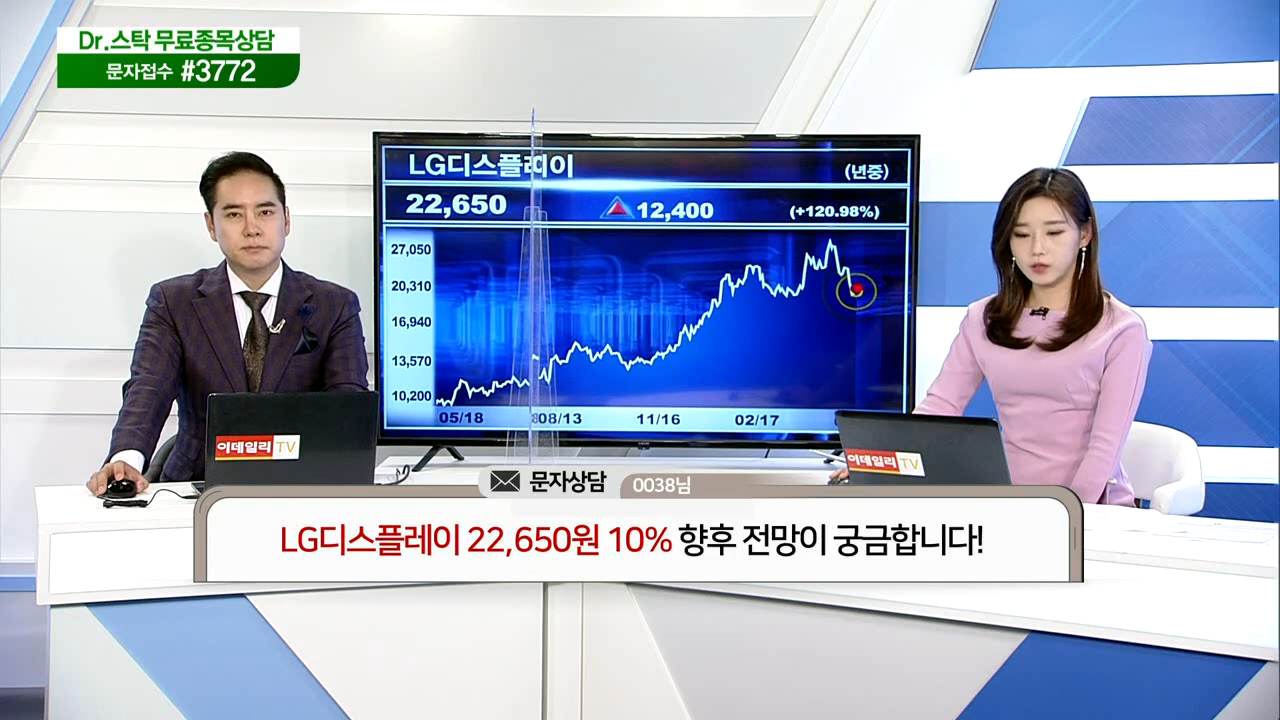 Dr.스탁 무료종목상담
문자접수 #3772
LG디스플레이 (년중)
22,650 ▲ 12,400 (+120.98%)
27,050
20,310
16,940
13,570
10,200
05/18 08/13 11/16 02/17
이데일리TV
이데일리TV
문자상담 0038님
LG디스플레이 22,650원 10% 향후 전망이 궁금합니다!